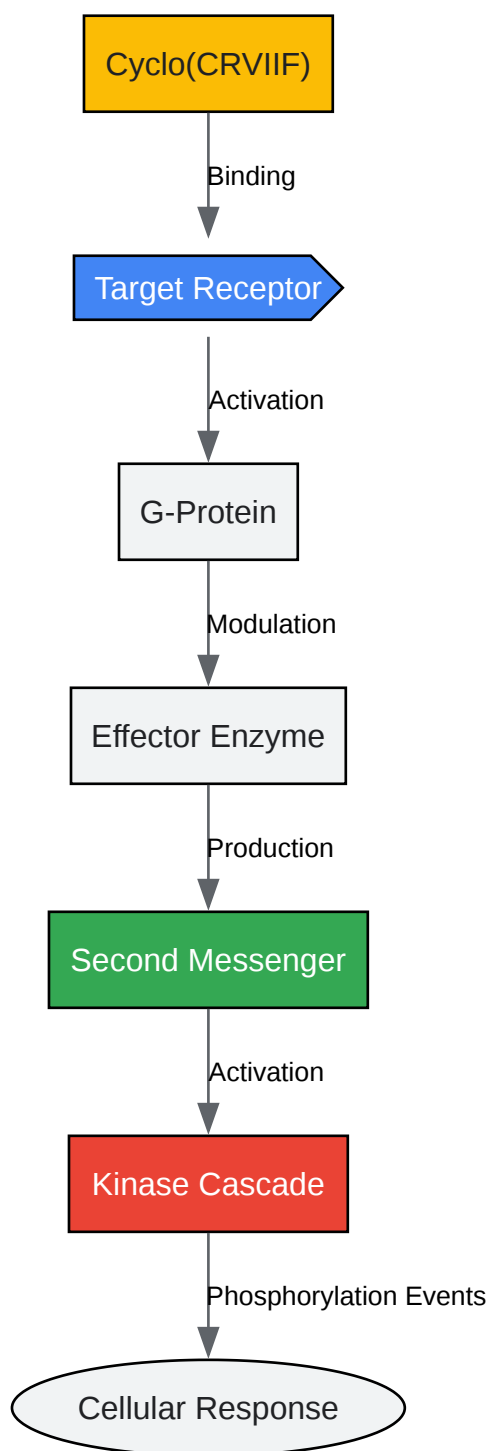 Cyclo(CRVIIF)
Binding
Target Receptor
Activation
G-Protein
Modulation
Effector Enzyme
Production
Second Messenger
Activation
Kinase Cascade
Phosphorylation Events
Cellular Response